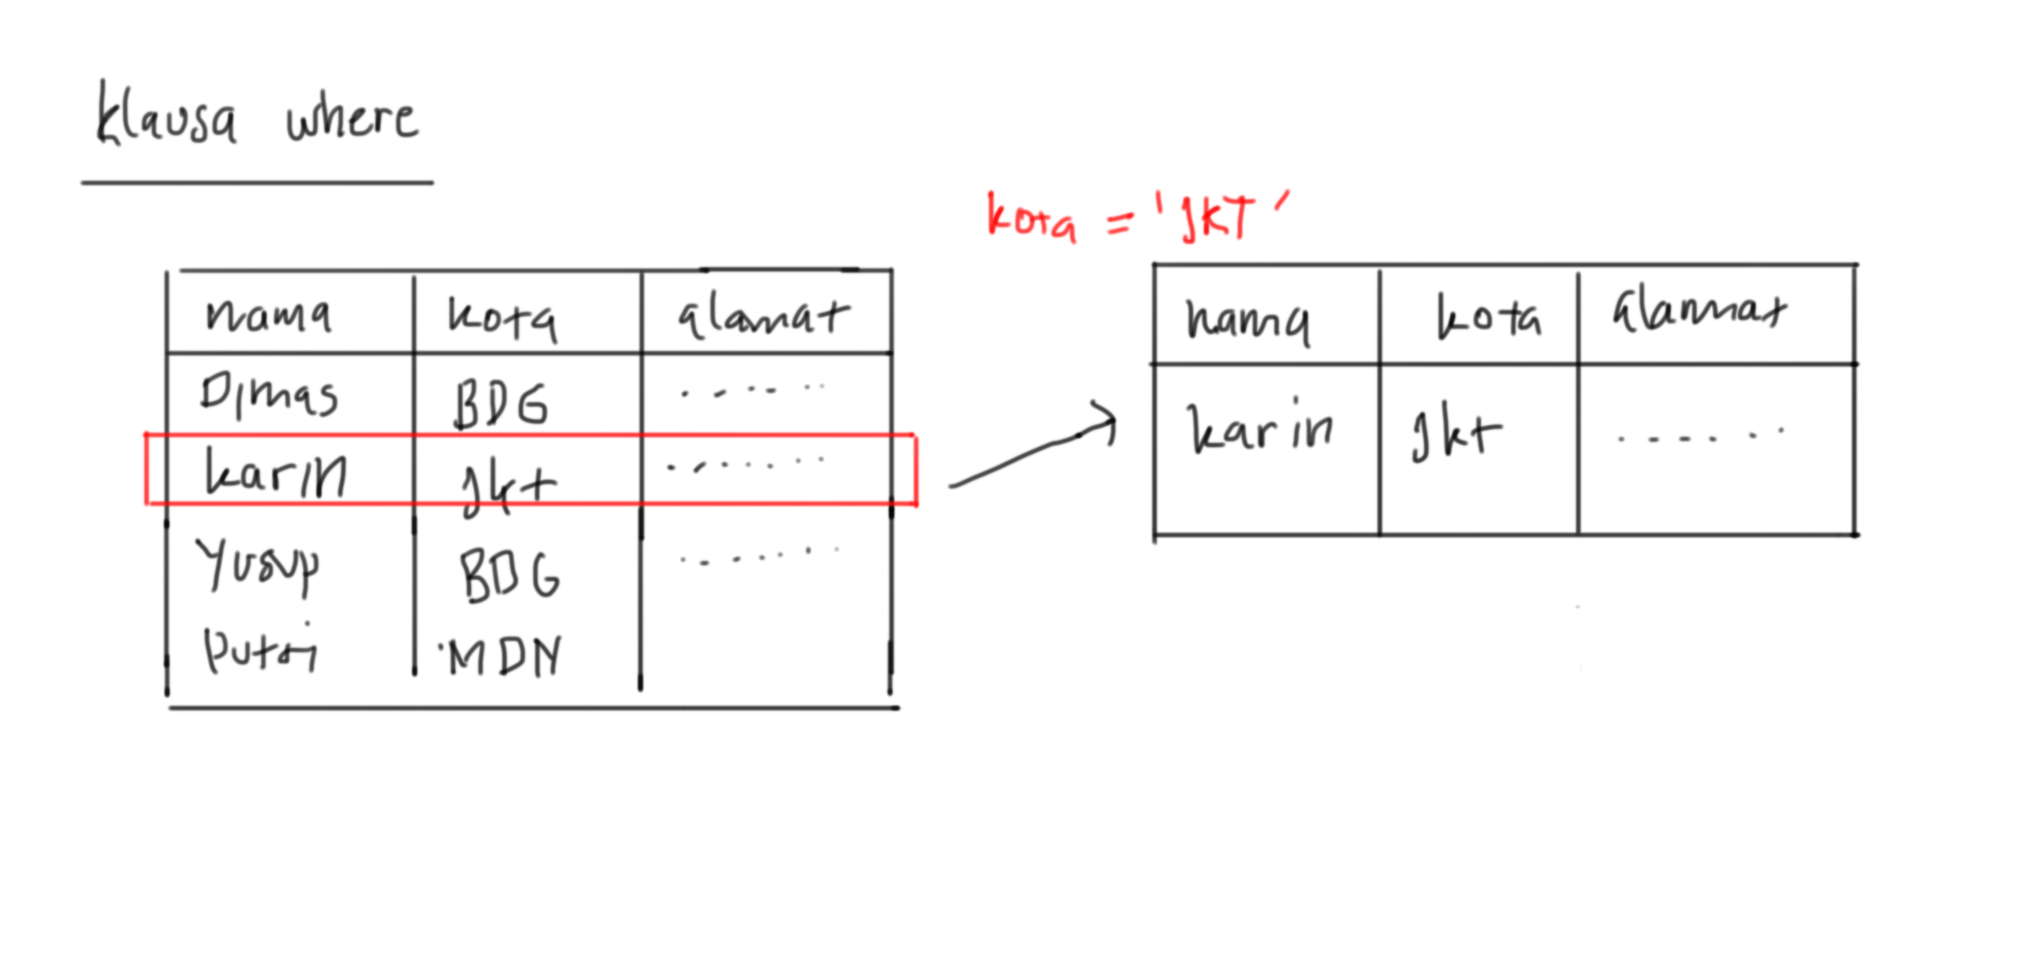 klausa where
kota = 'JKT'
nama kota alamat
Dimas BDG ......
karin jkt .......
BDG .......
putri MDN
nama kota alamat
karin jkt ......